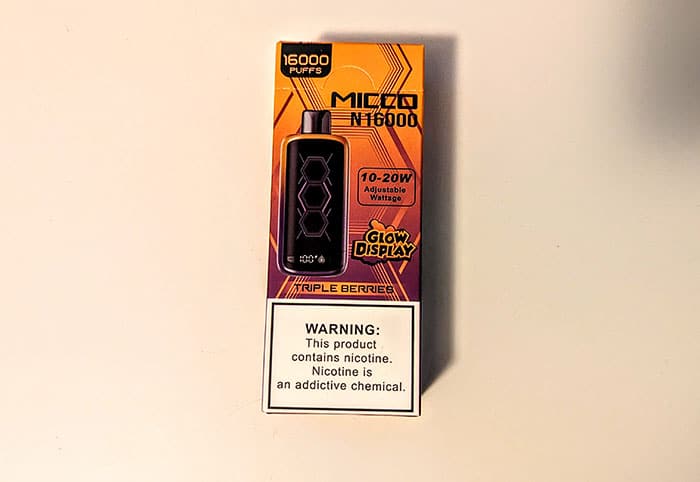 16000
PUFFS
MICCO
N16000
10-20W
Adjustable
Wattage
GLOW
DISPLAY
100%
TRIPLE BERRIES
WARNING:
This product
contains nicotine.
Nicotine is
an addictive chemical.